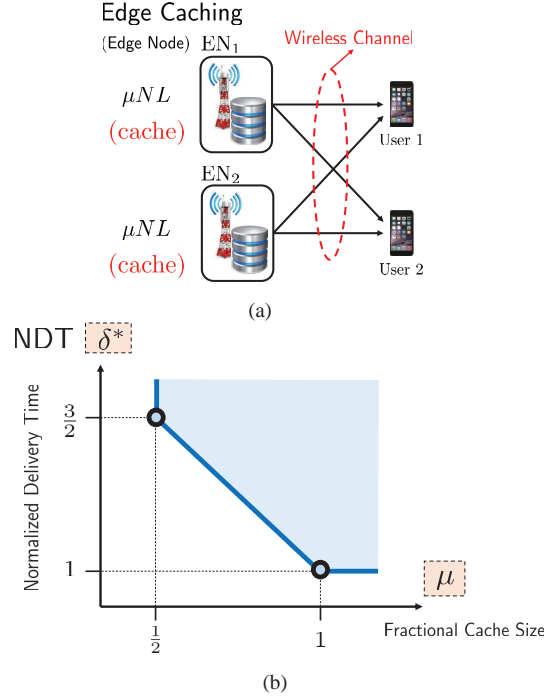 Edge Caching
(Edge Node) EN₁
Wireless Channel
μNL
(cache)
User 1
EN₂
μNL
(cache)
User 2
(a)
NDT δ*
Normalized Delivery Time
3/2
1
1/2
1
μ
Fractional Cache Size
(b)